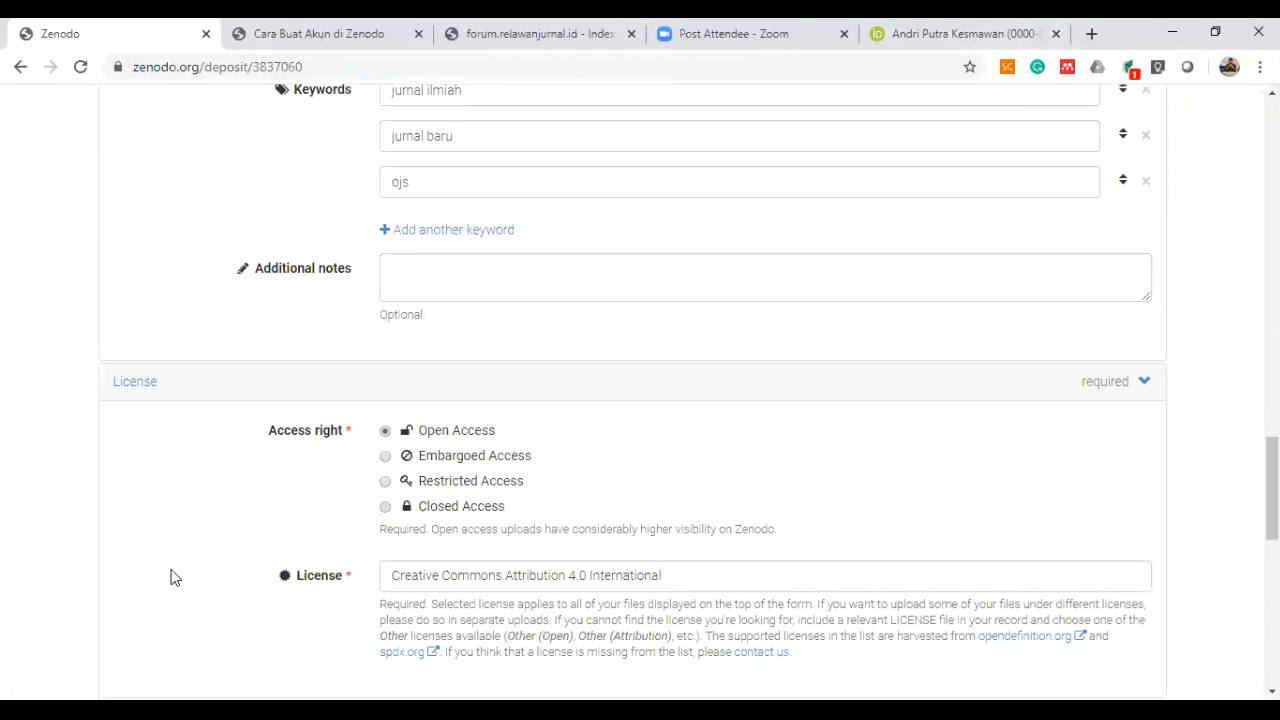 Zenodo
Cara Buat Akun di Zenodo
forum.relawanjurnal.id - Index
Post Attendee - Zoom
Andri Putra Kesmawan (0000-
zenodo.org/deposit/3837060
SC
1
Keywords
jurnal ilmiah
jurnal baru
ojs
Add another keyword
Additional notes
Optional.
License
required
Access right *
Open Access
Embargoed Access
Restricted Access
Closed Access
Required. Open access uploads have considerably higher visibility on Zenodo.
License *
Creative Commons Attribution 4.0 International
Required. Selected license applies to all of your files displayed on the top of the form. If you want to upload some of your files under different licenses,
please do so in separate uploads. If you cannot find the license you're looking for, include a relevant LICENSE file in your record and choose one of the
Other licenses available (Other (Open), Other (Attribution), etc.). The supported licenses in the list are harvested from opendefinition.org and
spdx.org. If you think that a license is missing from the list, please contact us.